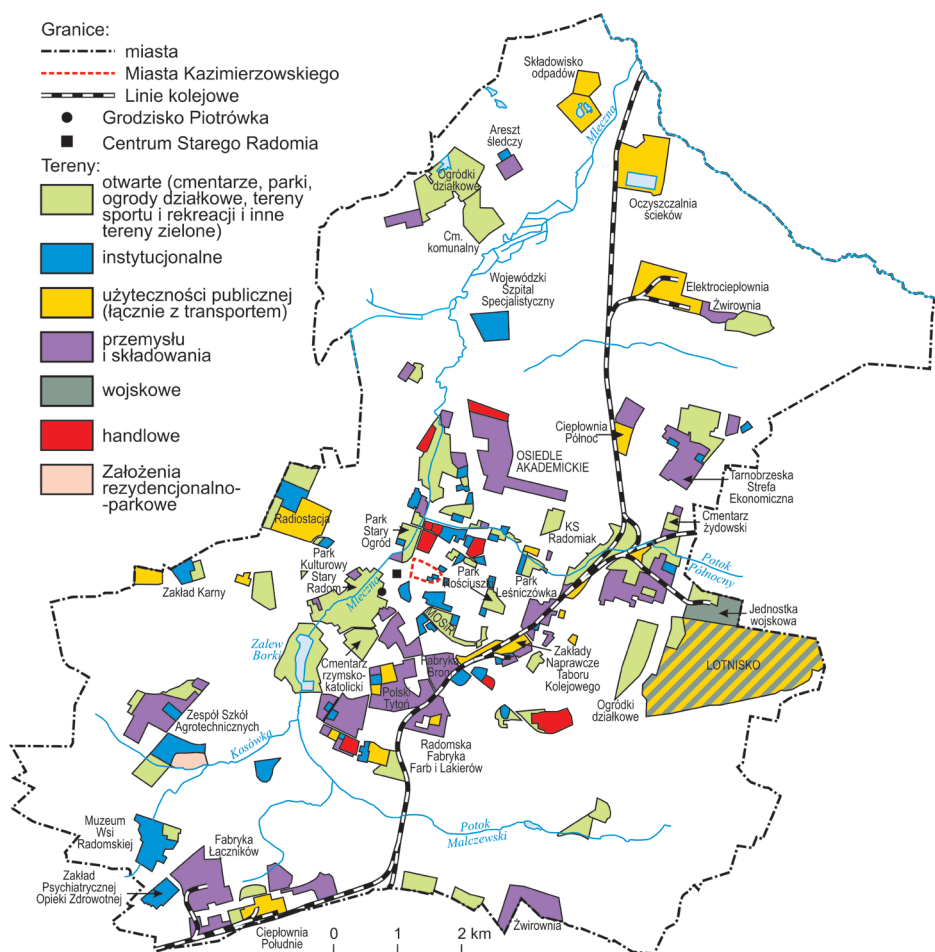 Granice:
miasta
Miasta Kazimierzowskiego
Linie kolejowe
Grodzisko Piotrówka
Centrum Starego Radomia
Tereny:
otwarte (cmentarze, parki,
ogrody działkowe, tereny
sportu i rekreacji i inne
tereny zielone)
instytucjonalne
użyteczności publicznej
(łącznie z transportem)
przemysłu
i składowania
wojskowe
handlowe
Założenia
rezydencjonalno-
-parkowe
Składowisko
odpadów
Mleczna
Areszt
śledczy
Ogródki
działkowe
Cm.
komunalny
Oczyszczalnia
ścieków
Wojewódzki
Szpital
Specjalistyczny
Elektrociepłownia
Żwirownia
Ciepłownia
Północ
OSIEDLE
AKADEMICKIE
Tarnobrzeska
Strefa
Ekonomiczna
Cmentarz
żydowski
Radiostacja
Park
Stary
Ogród
KS
Radomiak
Park
Kulturowy
Stary
Radom
Mleczna
Park
Kościuszki
Park
Leśniczówka
Potok
Północny
Zakład Karny
MOSiR
Jednostka
wojskowa
Zalew
Borki
Cmentarz
rzymsko-
katolicki
Fabryka
Broni
Zakłady
Naprawcze
Taboru
Kolejowego
LOTNISKO
Polski
Tytoń
Ogródki
działkowe
Zespół Szkół
Agrotechnicznych
Kosówka
Radomska
Fabryka
Farb i Lakierów
Muzeum
Wsi
Radomskiej
Fabryka
Łączników
Potok
Malczewski
Zakład
Psychiatrycznej
Opieki Zdrowotnej
Ciepłownia
Południe
Żwirownia
0 1 2 km